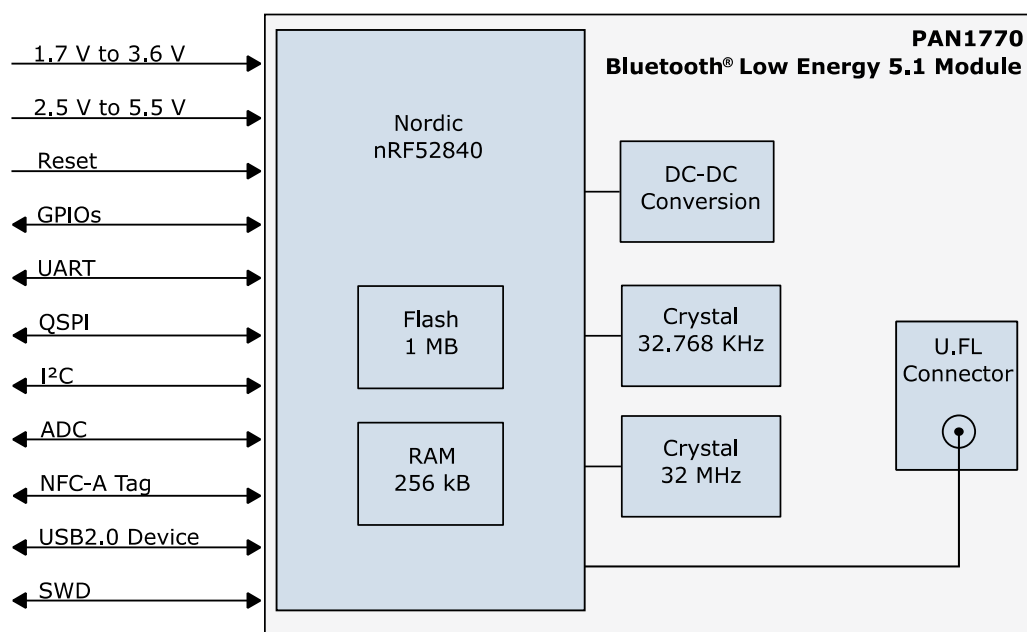 PAN1770
Bluetooth® Low Energy 5.1 Module
1.7 V to 3.6 V
2.5 V to 5.5 V
Reset
GPIOs
UART
QSPI
I²C
ADC
NFC-A Tag
USB2.0 Device
SWD
Nordic
nRF52840
Flash
1 MB
RAM
256 kB
DC-DC
Conversion
Crystal
32.768 KHz
Crystal
32 MHz
U.FL
Connector